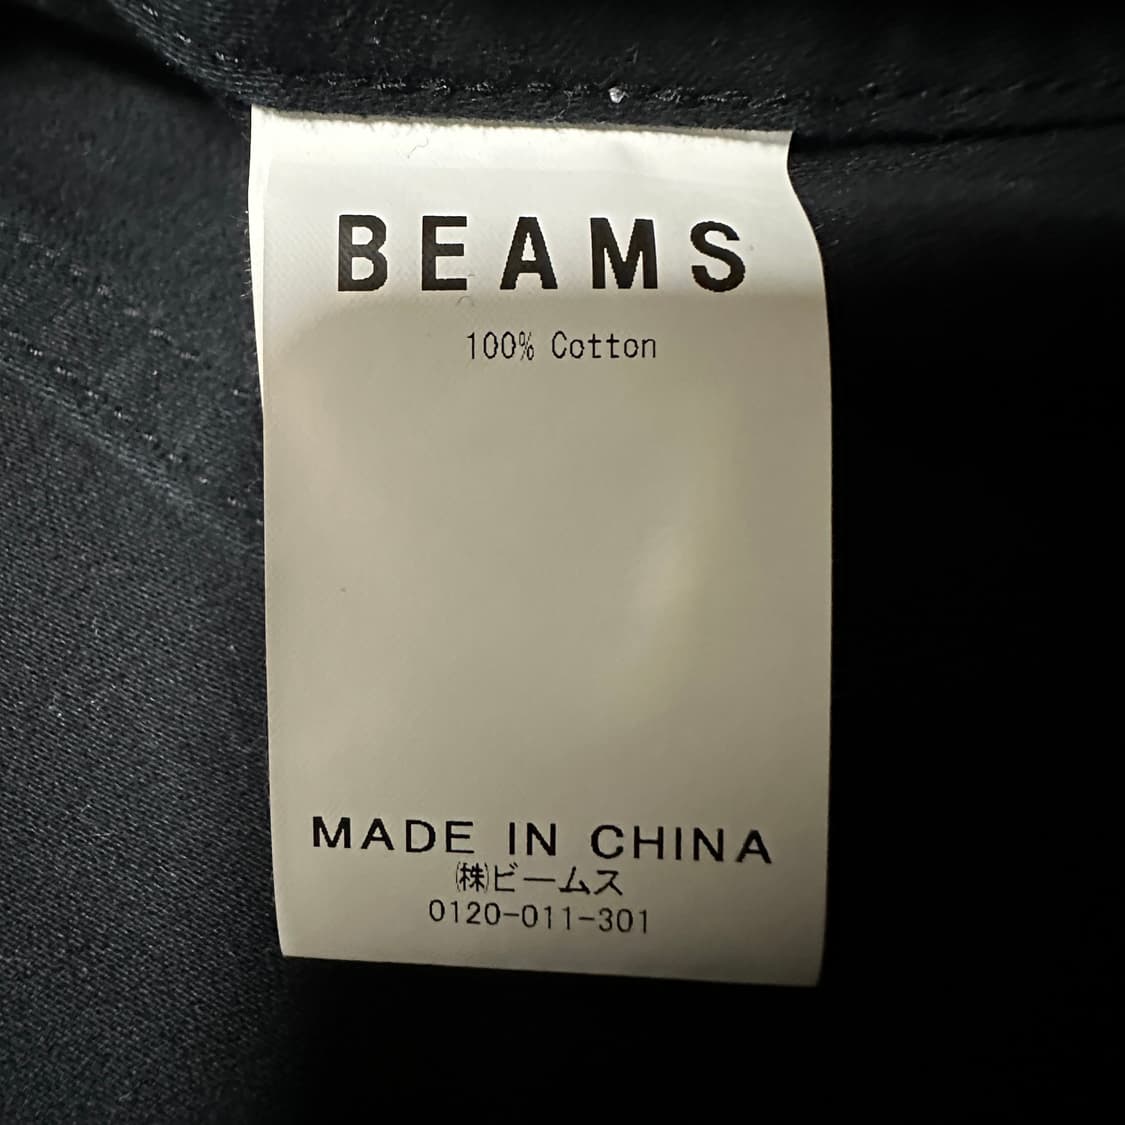 BEAMS
100% Cotton
MADE IN CHINA
㈱ビームス
0120-011-301